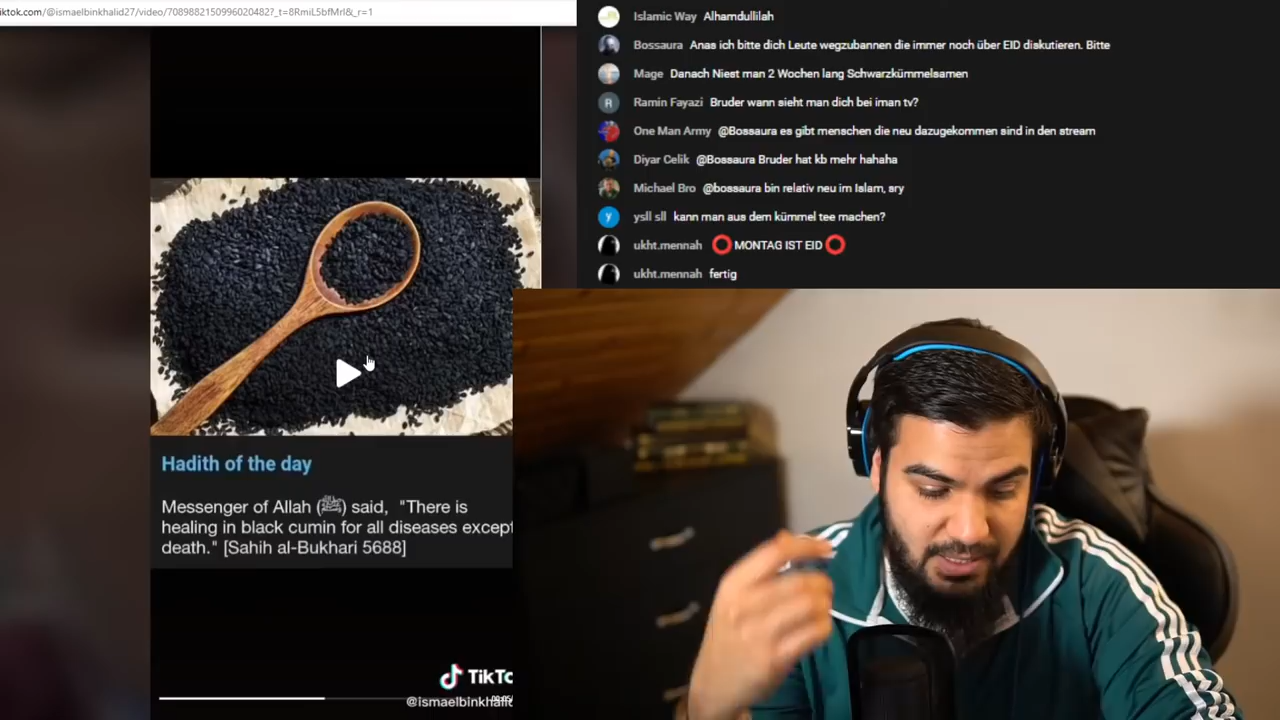 iktok.com/@ismaelbinkhalid27/video/7089882150996020482?_t=8RmiL5bfMrI&_r=1
Islamic Way Alhamdullilah
Bossaura Anas ich bitte dich Leute wegzubannen die immer noch über EID diskutieren. Bitte
Mage Danach Niest man 2 Wochen lang Schwarzkümmelsamen
R Ramin Fayazi Bruder wann sieht man dich bei iman tv?
One Man Army @Bossaura es gibt menschen die neu dazugekommen sind in den stream
Diyar Celik @Bossaura Bruder hat kb mehr hahaha
Michael Bro @bossaura bin relativ neu im Islam, sry
y ysll sll kann man aus dem kümmel tee machen?
ukht.mennah ⭕ MONTAG IST EID ⭕
ukht.mennah fertig
Hadith of the day
Messenger of Allah (ﷺ) said, "There is
healing in black cumin for all diseases except
death." [Sahih al-Bukhari 5688]
TikTo
@ismaelbinkhalid